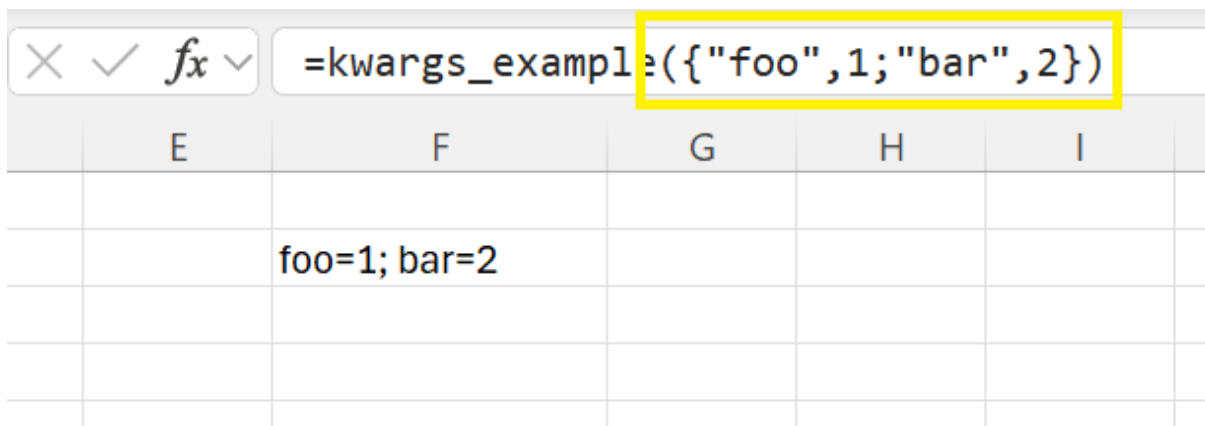 fx =kwargs_example({"foo",1;"bar",2})
E F G H I
foo=1; bar=2